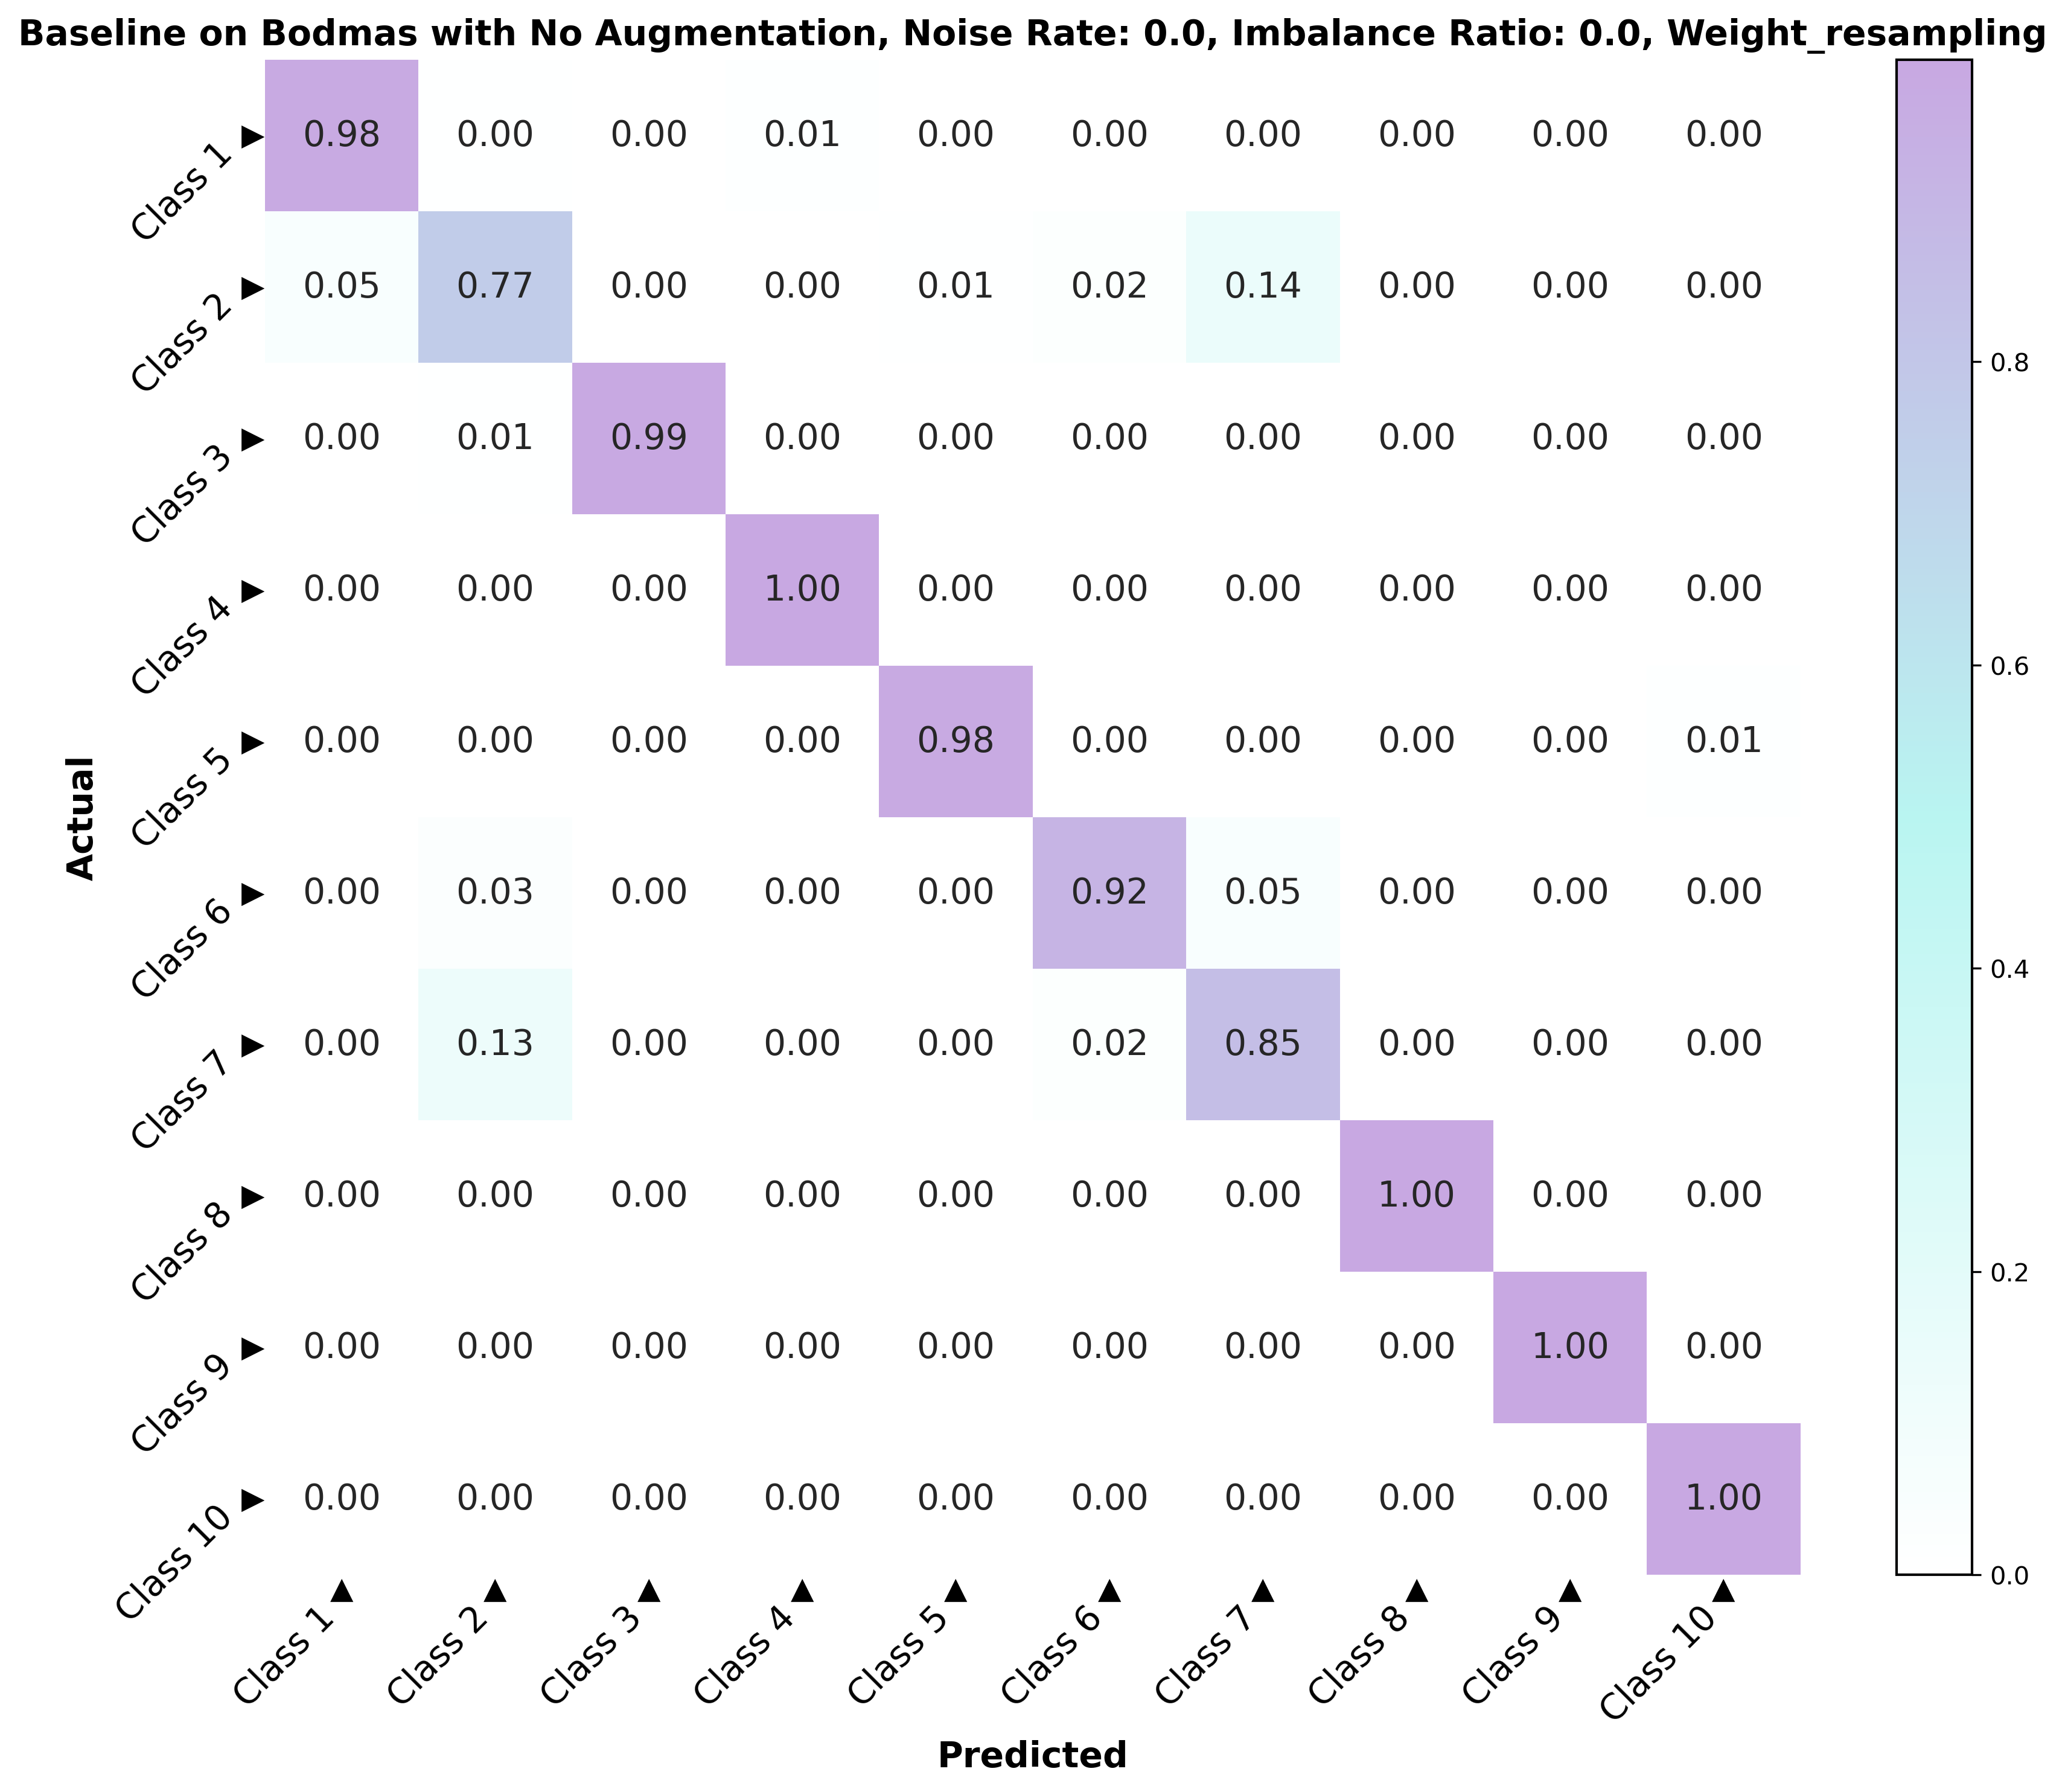 Baseline on Bodmas with No Augmentation, Noise Rate: 0.0, Imbalance Ratio: 0.0, Weight_resampling
Class 1 ▶ 0.98 0.00 0.00 0.01 0.00 0.00 0.00 0.00 0.00 0.00
Class 2 ▶ 0.05 0.77 0.00 0.00 0.01 0.02 0.14 0.00 0.00 0.00
Class 3 ▶ 0.00 0.01 0.99 0.00 0.00 0.00 0.00 0.00 0.00 0.00
Class 4 ▶ 0.00 0.00 0.00 1.00 0.00 0.00 0.00 0.00 0.00 0.00
Class 5 ▶ 0.00 0.00 0.00 0.00 0.98 0.00 0.00 0.00 0.00 0.01
Class 6 ▶ 0.00 0.03 0.00 0.00 0.00 0.92 0.05 0.00 0.00 0.00
Class 7 ▶ 0.00 0.13 0.00 0.00 0.00 0.02 0.85 0.00 0.00 0.00
Class 8 ▶ 0.00 0.00 0.00 0.00 0.00 0.00 0.00 1.00 0.00 0.00
Class 9 ▶ 0.00 0.00 0.00 0.00 0.00 0.00 0.00 0.00 1.00 0.00
Class 10 ▶ 0.00 0.00 0.00 0.00 0.00 0.00 0.00 0.00 0.00 1.00
Actual
Class 1 ▲ Class 2 ▲ Class 3 ▲ Class 4 ▲ Class 5 ▲ Class 6 ▲ Class 7 ▲ Class 8 ▲ Class 9 ▲ Class 10 ▲
Predicted
0.8
0.6
0.4
0.2
0.0